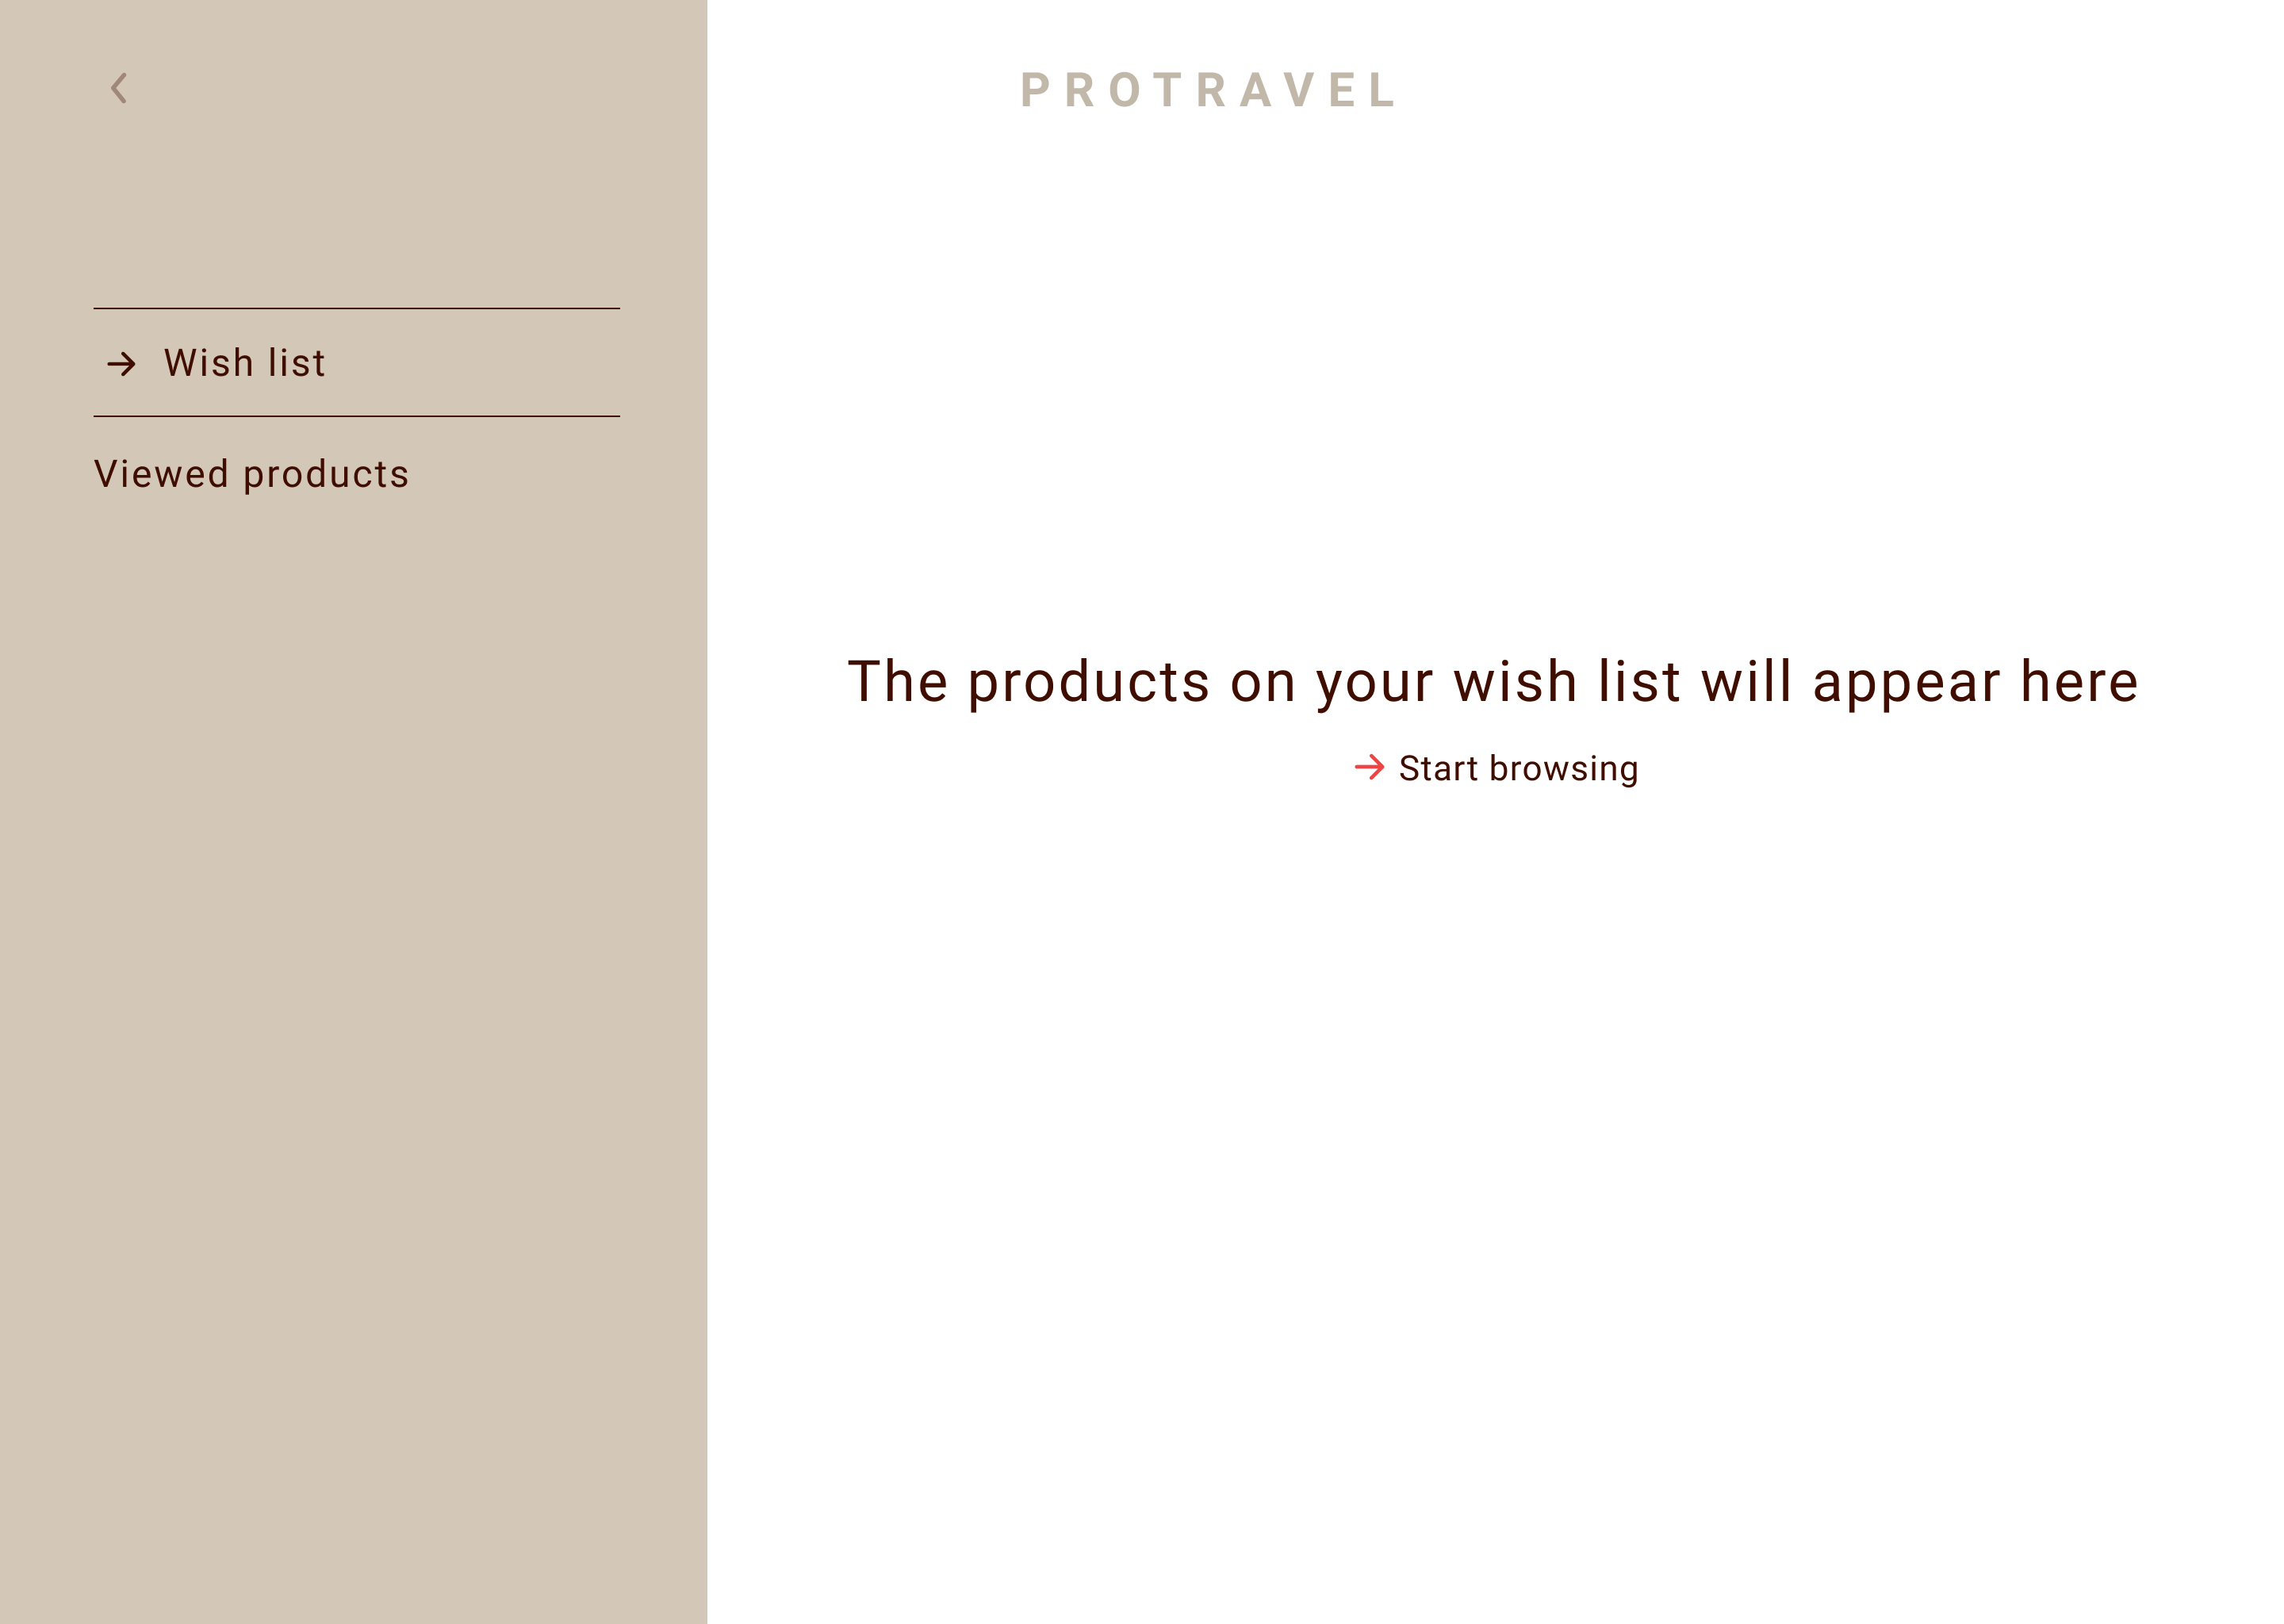 PROTRAVEL
Wish list
Viewed products
The products on your wish list will appear here
Start browsing